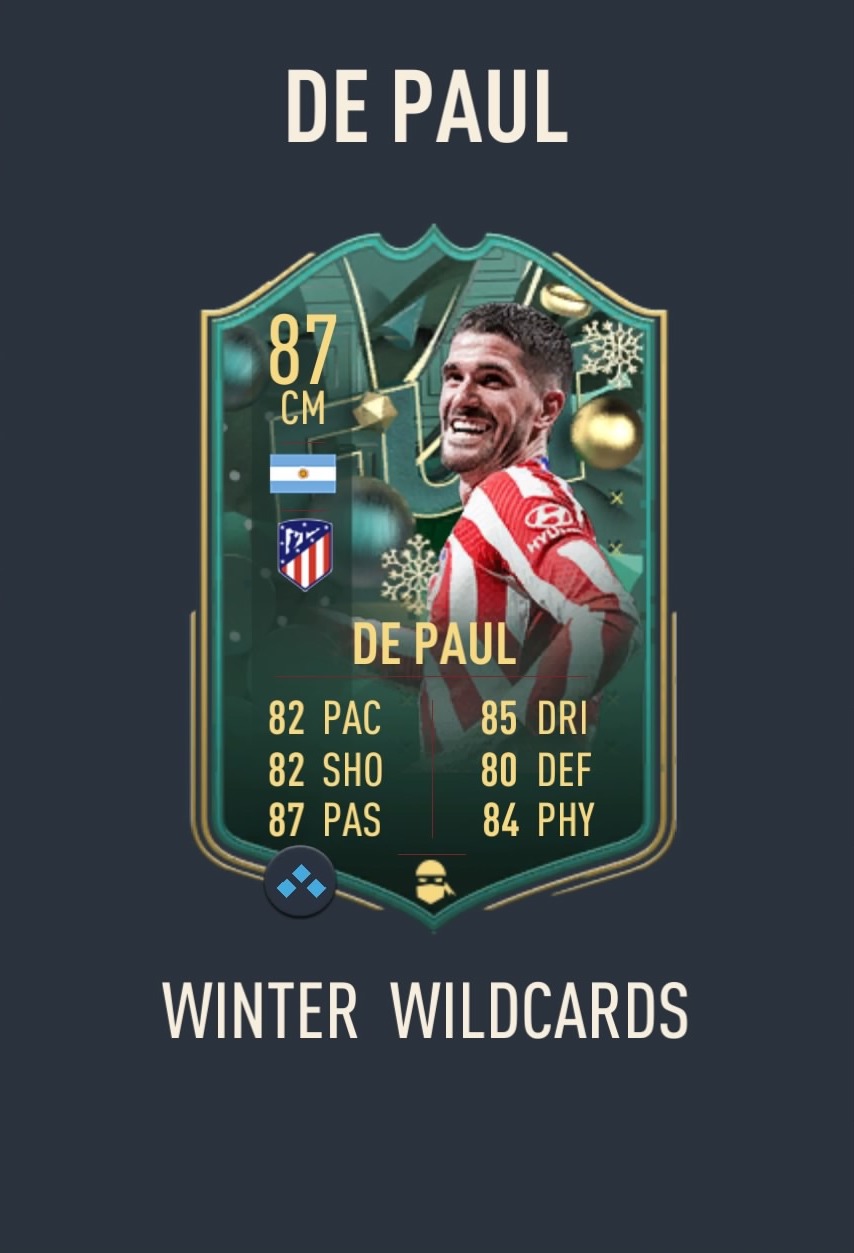 DE PAUL
87
CM
HYUNDAI
DE PAUL
82 PAC 85 DRI
82 SHO 80 DEF
87 PAS 84 PHY
WINTER WILDCARDS